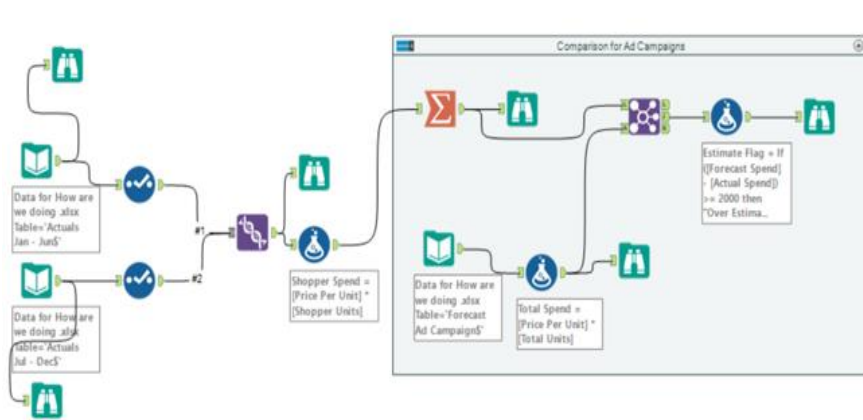 Comparison for Ad Campaigns
Estimate Flag = If
([Forecast Spend]
- [Actual Spend])
>= 2000 then
"Over Estima...
Data for How are
we doing .xlsx
Table='Actuals
Jan - Jun$'
#1
#2
Shopper Spend =
[Price Per Unit] *
[Shopper Units]
Data for How are
we doing .xlsx
Table='Actuals
Jul - Dec$'
Data for How are
we doing .xlsx
Table='Forecast
Ad Campaign$'
Total Spend =
[Price Per Unit] *
[Total Units]